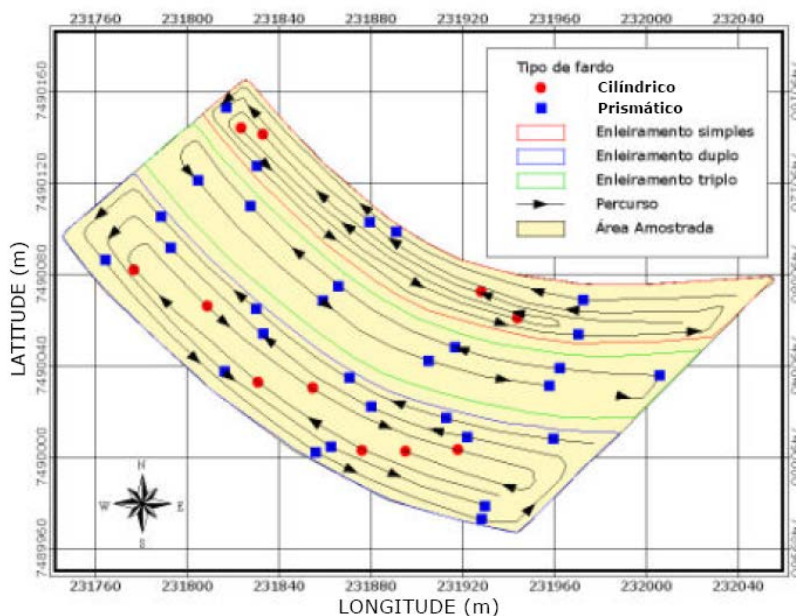 231760 231800 231840 231880 231920 231960 232000 232040
7490160
7490120
7490080
7490040
7490000
7489960
LATITUDE (m)
Tipo de fardo
Cilíndrico
Prismático
Enleiramento simples
Enleiramento duplo
Enleiramento triplo
Percurso
Área Amostrada
W E
231760 231800 231840 231880 231920 231960 232000 232040
LONGITUDE (m)